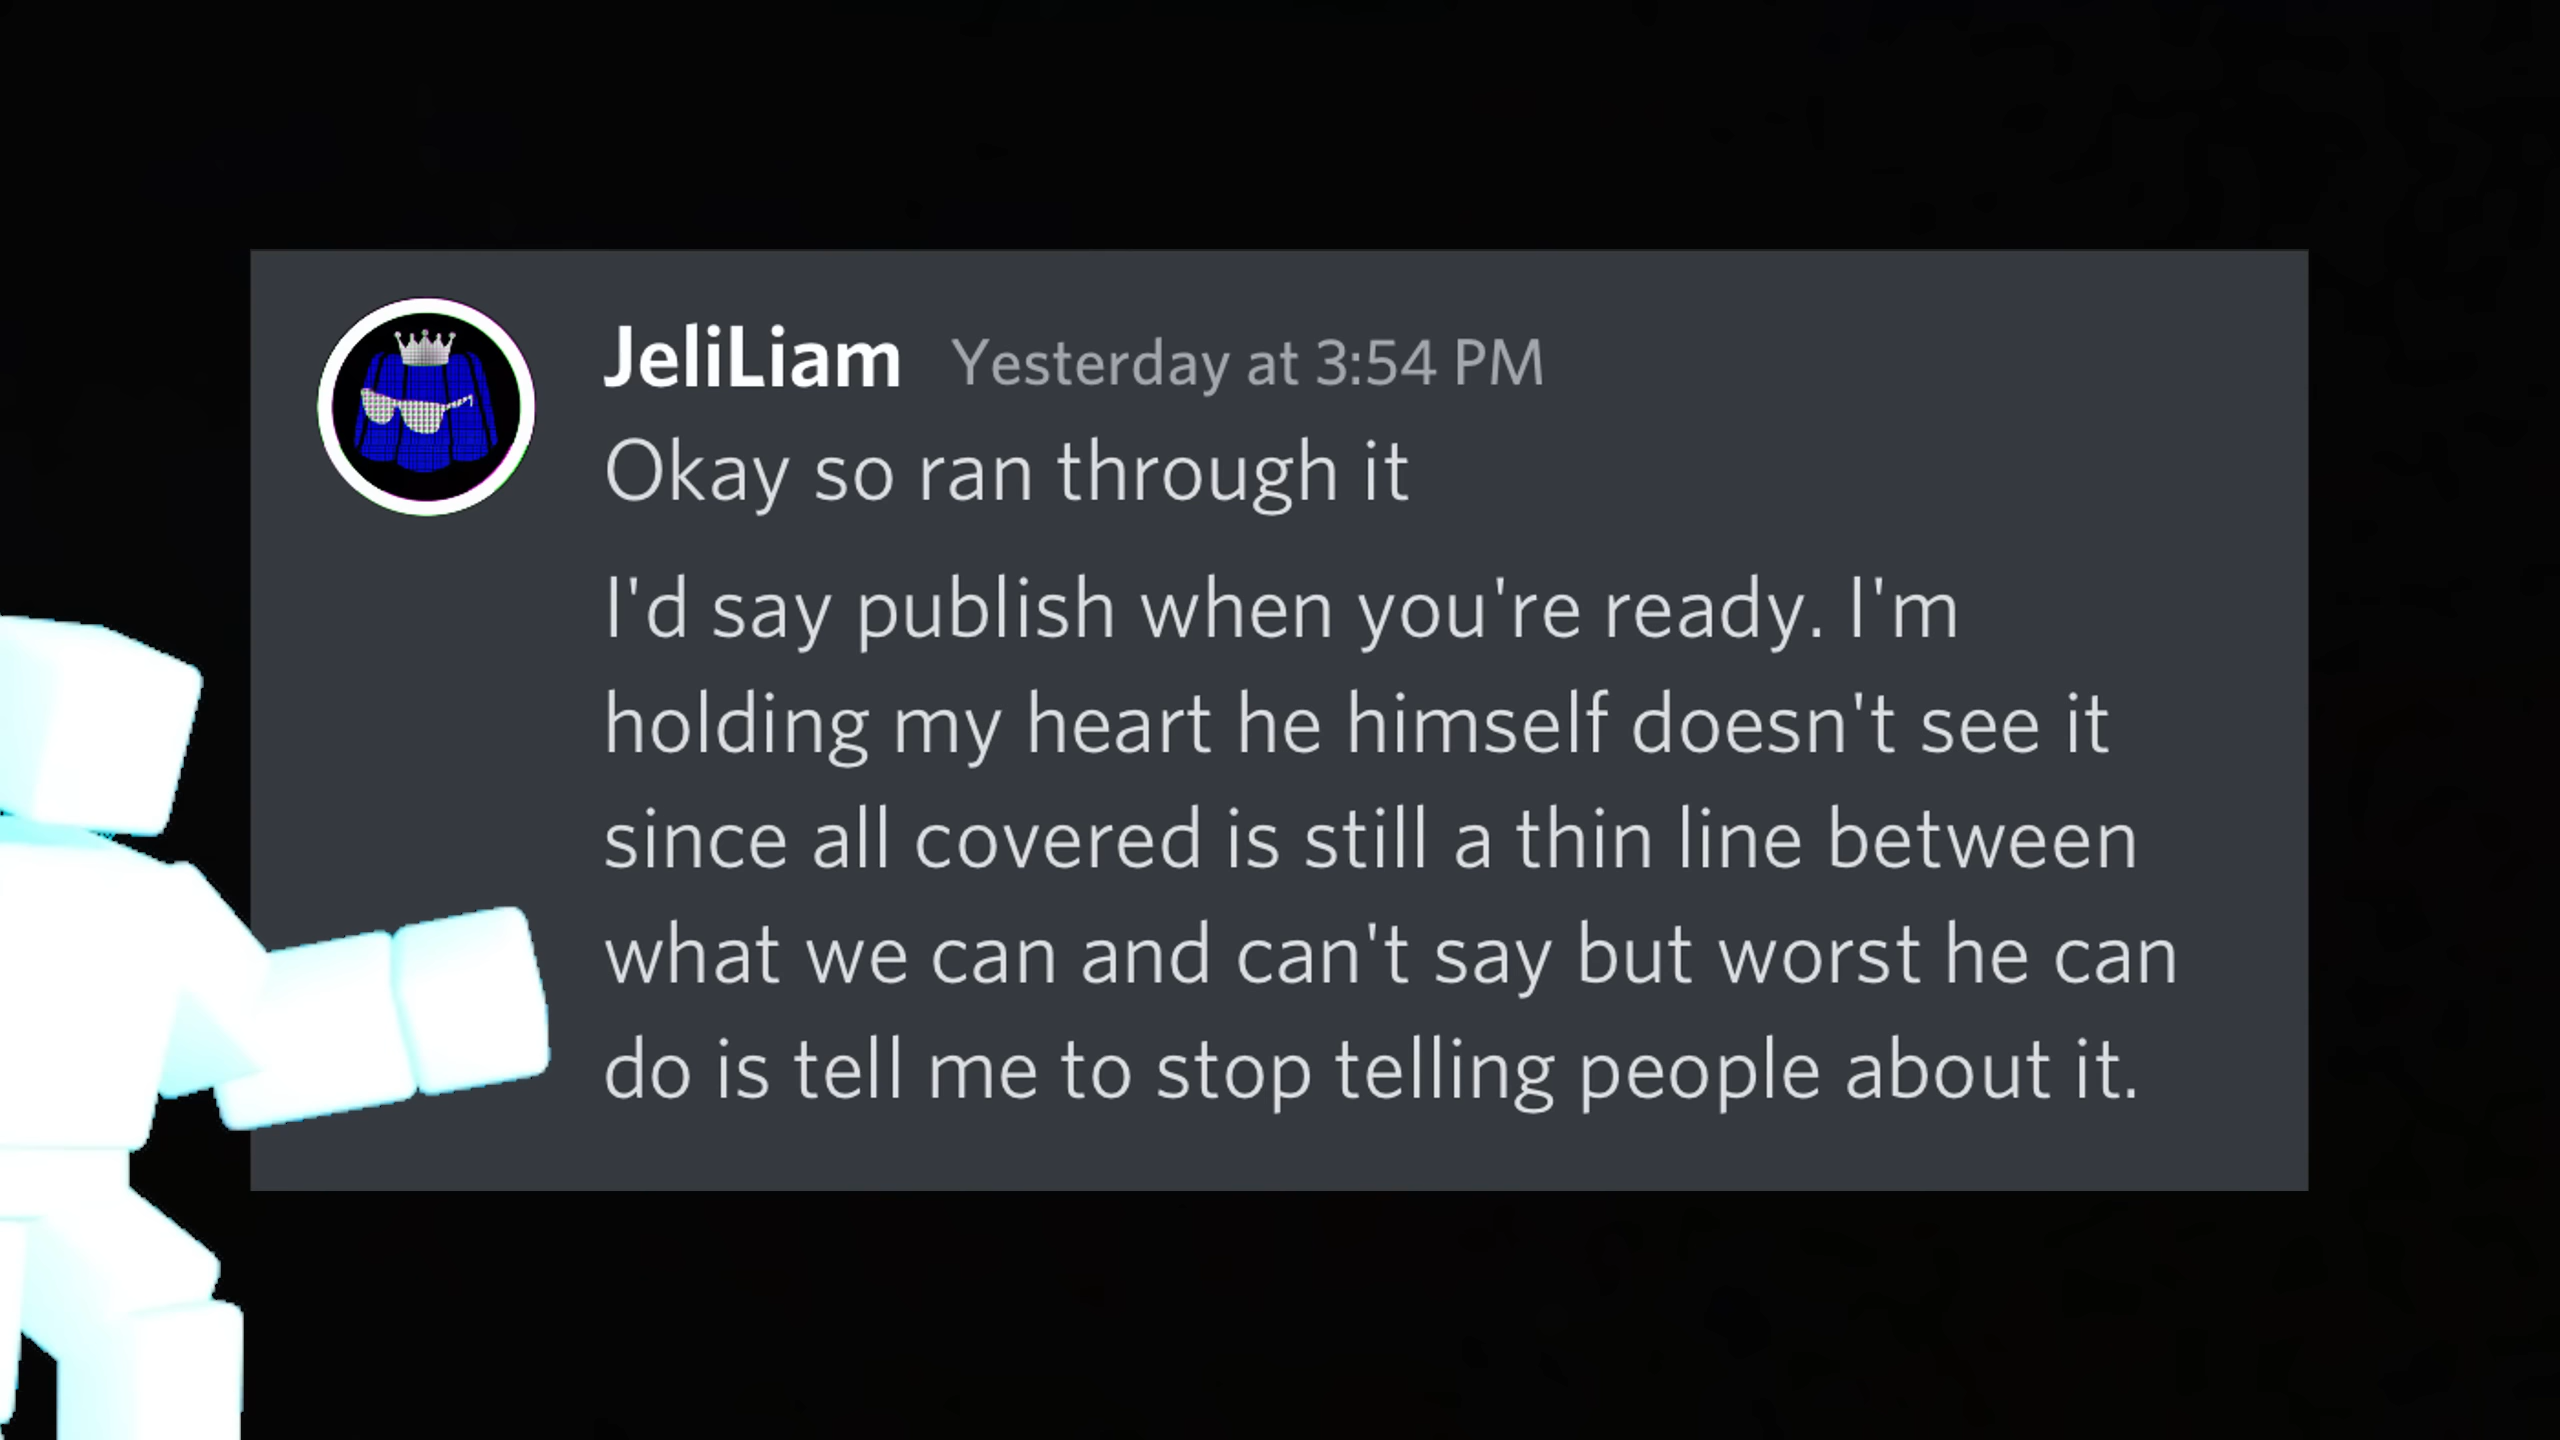 JeliLiam Yesterday at 3:54 PM
Okay so ran through it
I'd say publish when you're ready. I'm
holding my heart he himself doesn't see it
since all covered is still a thin line between
what we can and can't say but worst he can
do is tell me to stop telling people about it.